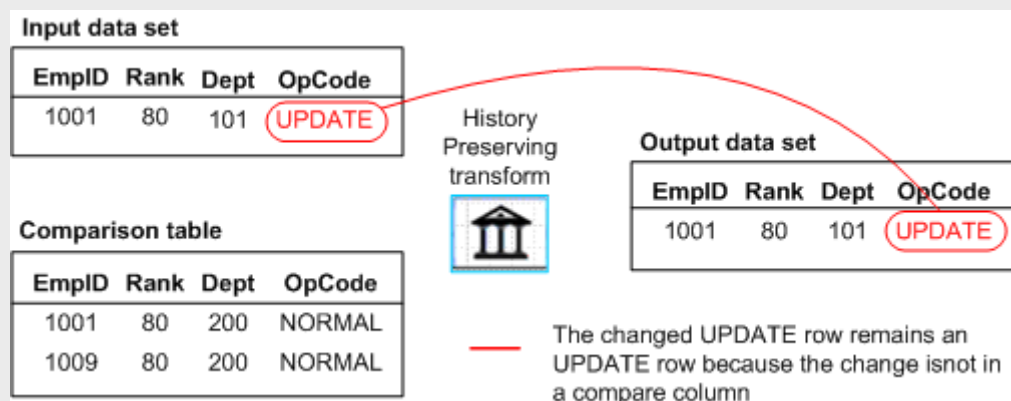 Input data set
EmpID Rank Dept OpCode
1001 80 101 UPDATE
History
Preserving
transform
Output data set
EmpID Rank Dept OpCode
1001 80 101 UPDATE
Comparison table
EmpID Rank Dept OpCode
1001 80 200 NORMAL
1009 80 200 NORMAL
The changed UPDATE row remains an
UPDATE row because the change isnot in
a compare column